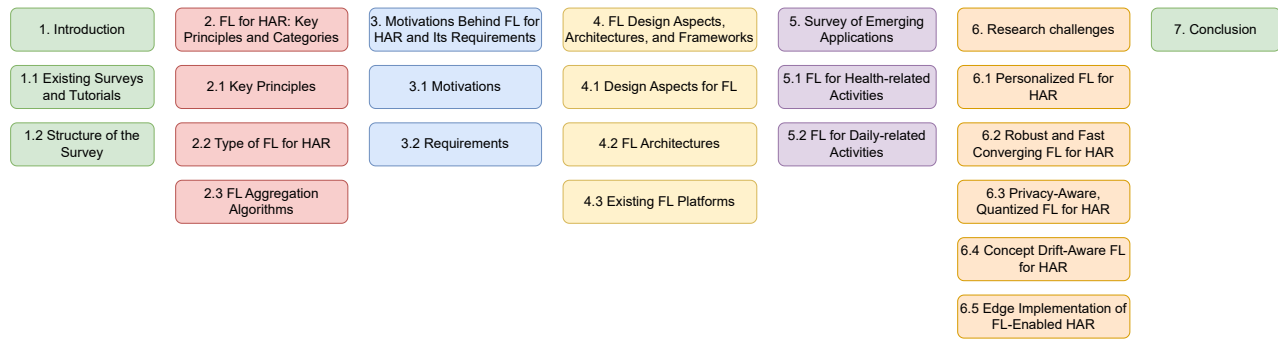 1. Introduction
1.1 Existing Surveys
and Tutorials
1.2 Structure of the
Survey
2. FL for HAR: Key
Principles and Categories
2.1 Key Principles
2.2 Type of FL for HAR
2.3 FL Aggregation
Algorithms
3. Motivations Behind FL for
HAR and Its Requirements
3.1 Motivations
3.2 Requirements
4. FL Design Aspects,
Architectures, and Frameworks
4.1 Design Aspects for FL
4.2 FL Architectures
4.3 Existing FL Platforms
5. Survey of Emerging
Applications
5.1 FL for Health-related
Activities
5.2 FL for Daily-related
Activities
6. Research challenges
6.1 Personalized FL for
HAR
6.2 Robust and Fast
Converging FL for HAR
6.3 Privacy-Aware,
Quantized FL for HAR
6.4 Concept Drift-Aware FL
for HAR
6.5 Edge Implementation of
FL-Enabled HAR
7. Conclusion